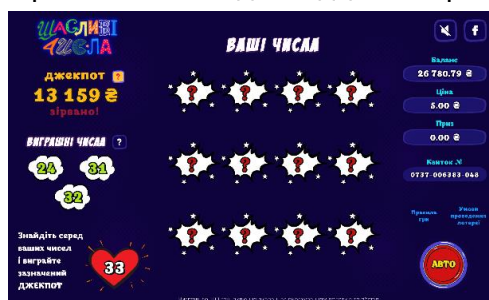 ЩАСЛИВІ
ЧИСЛА
ДЖЕКПОТ ?
13 159 ₴
зірвано!
ВИГРАШНІ ЧИСЛА ?
24 31
32
Знайдіть серед
ваших чисел
і виграйте
зазначений
ДЖЕКПОТ
33
ВАШІ ЧИСЛА
? ? ? ?
? ? ? ?
? ? ? ?
f
Баланс
26 780.79 ₴
Ціна
5.00 ₴
Приз
0.00 ₴
Квиток №
0737-006383-048
Правила
гри
Умови
проведення
лотереї
АВТО